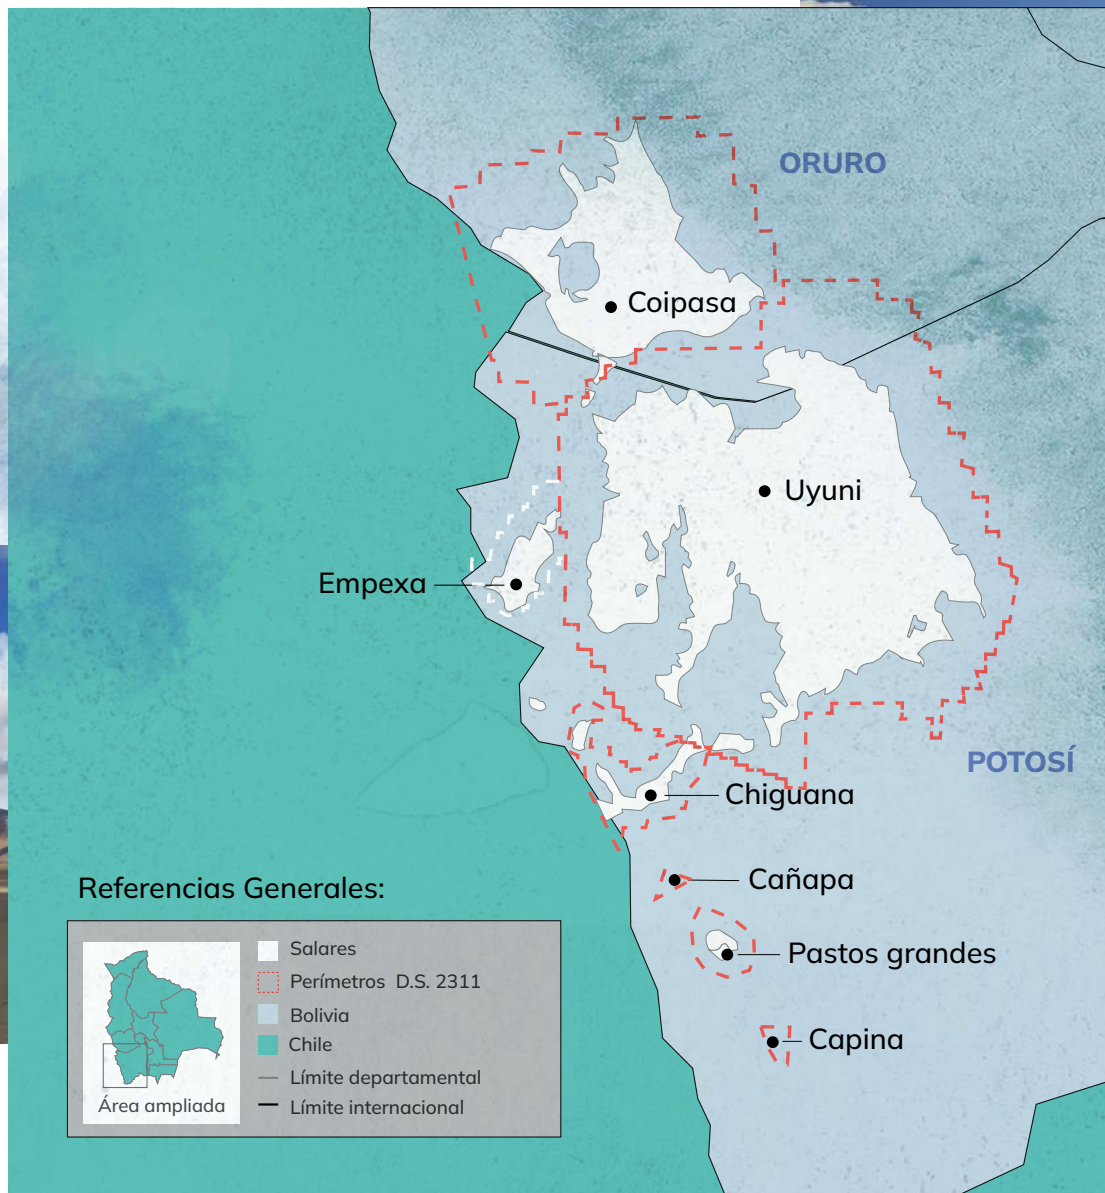 ORURO
Coipasa
Uyuni
Empexa
POTOSÍ
Chiguana
Cañapa
Pastos grandes
Capina
Referencias Generales:
Salares
Perímetros D.S. 2311
Bolivia
Chile
Límite departamental
Límite internacional
Área ampliada